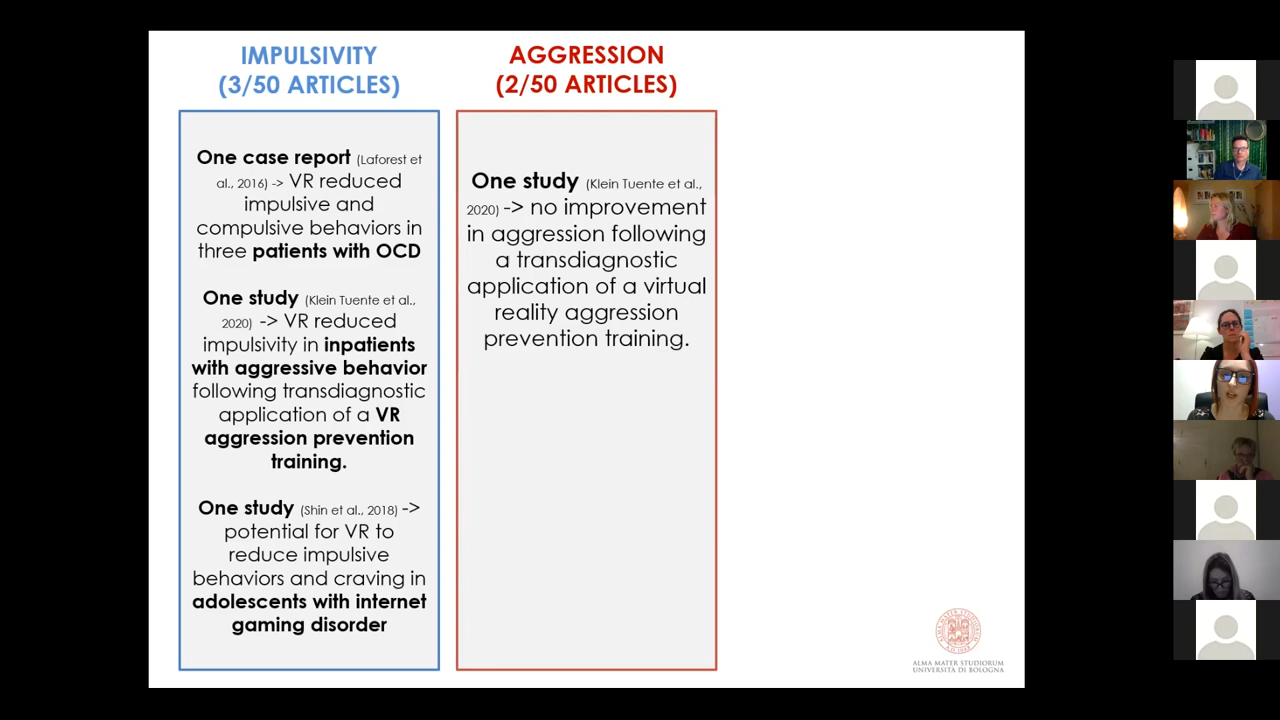 IMPULSIVITY
(3/50 ARTICLES)
One case report (Laforest et
al., 2016) -> VR reduced
impulsive and
compulsive behaviors in
three patients with OCD
One study (Klein Tuente et al.,
2020) -> VR reduced
impulsivity in inpatients
with aggressive behavior
following transdiagnostic
application of a VR
aggression prevention
training.
One study (Shin et al., 2018) ->
potential for VR to
reduce impulsive
behaviors and craving in
adolescents with internet
gaming disorder
AGGRESSION
(2/50 ARTICLES)
One study (Klein Tuente et al.,
2020) -> no improvement
in aggression following
a transdiagnostic
application of a virtual
reality aggression
prevention training.
ALMA MATER STUDIORUM
UNIVERSITÀ DI BOLOGNA